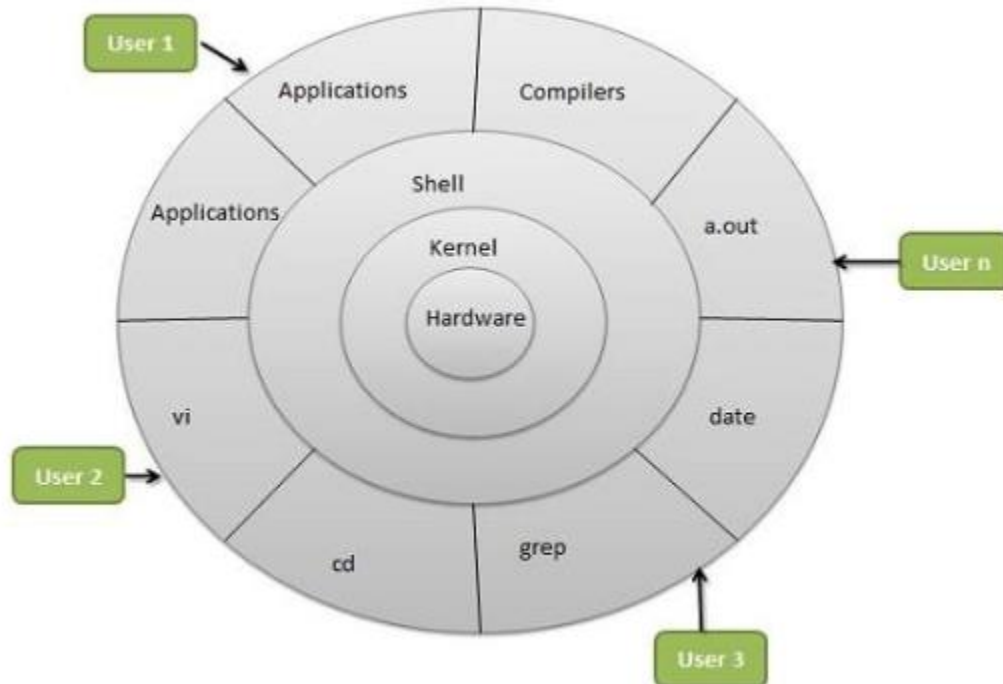 User 1
Applications
Compilers
Shell
Applications
a.out
Kernel
User n
Hardware
vi
date
User 2
grep
cd
User 3